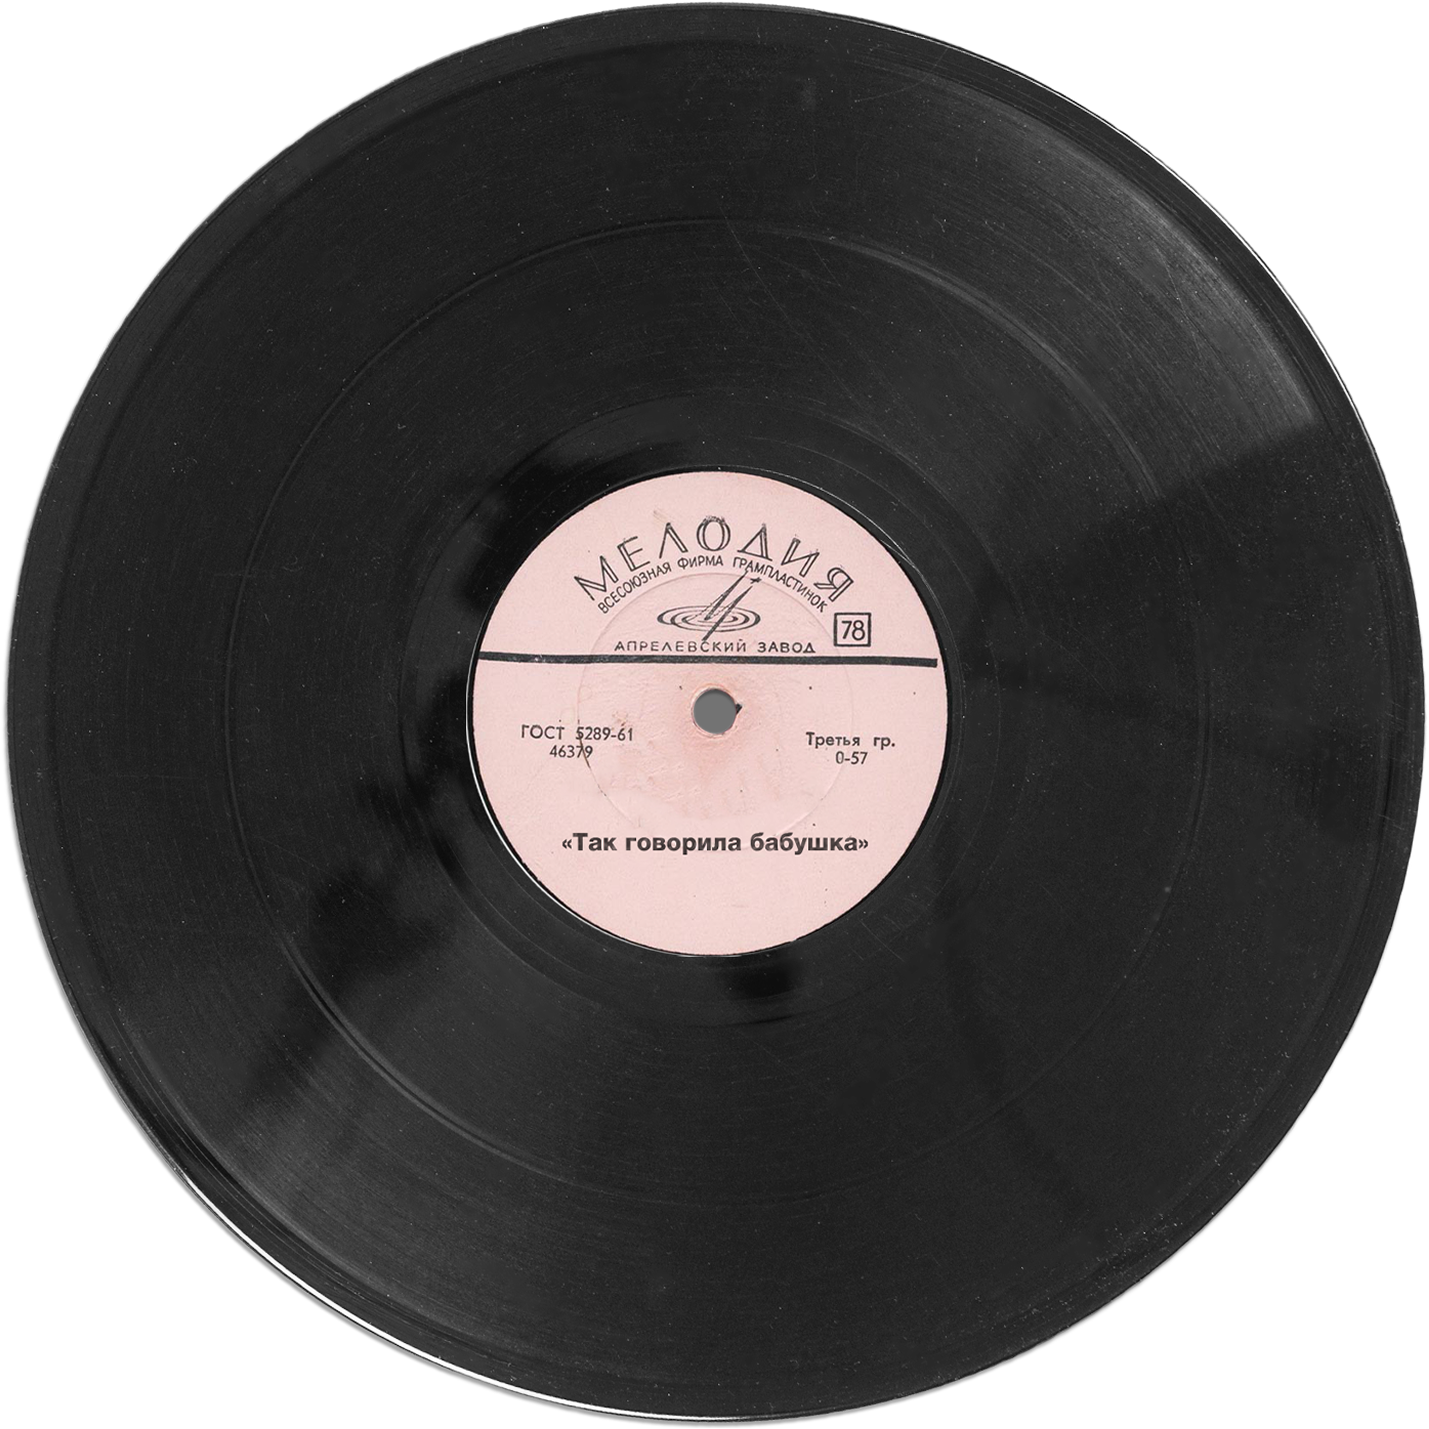 МЕЛОДИЯ
ВСЕСОЮЗНАЯ ФИРМА ГРАМПЛАСТИНОК
78
АПРЕЛЕВСКИЙ ЗАВОД
ГОСТ 5289-61
46379
Третья гр.
0-57
«Так говорила бабушка»